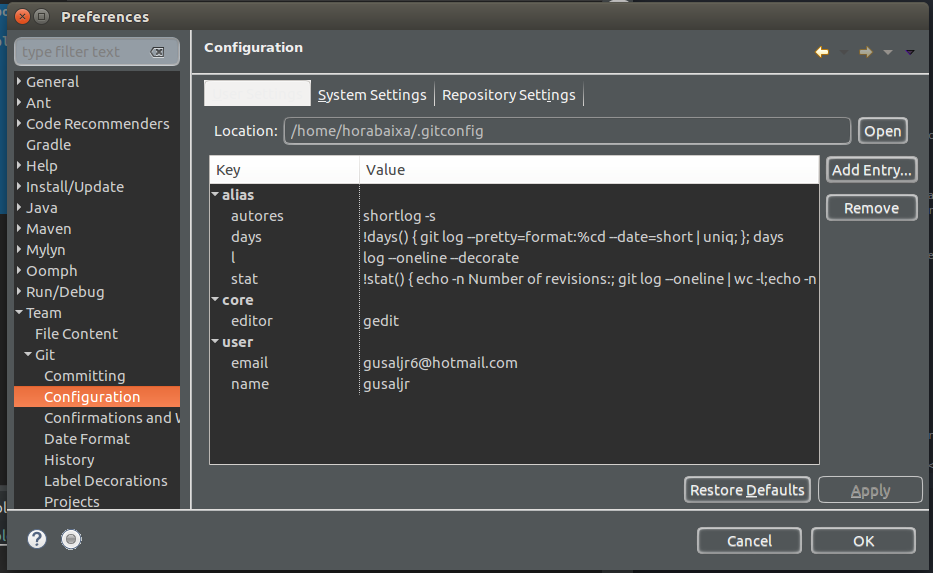 Preferences
type filter text
General
Ant
Code Recommenders
Gradle
Help
Install/Update
Java
Maven
Mylyn
Oomph
Run/Debug
Team
File Content
Git
Committing
Configuration
Confirmations and
Date Format
History
Label Decorations
Projects
Configuration
System Settings Repository Settings
Location: /home/horabaixa/.gitconfig Open
Key Value Add Entry...
Remove
alias
autores shortlog -s
days !days() { git log --pretty=format:%cd --date=short | uniq; }; days
l log --oneline --decorate
stat !stat() { echo -n Number of revisions:; git log --oneline | wc -l;echo -n
core
editor gedit
user
email gusaljr6@hotmail.com
name gusaljr
Restore Defaults Apply
? Cancel OK